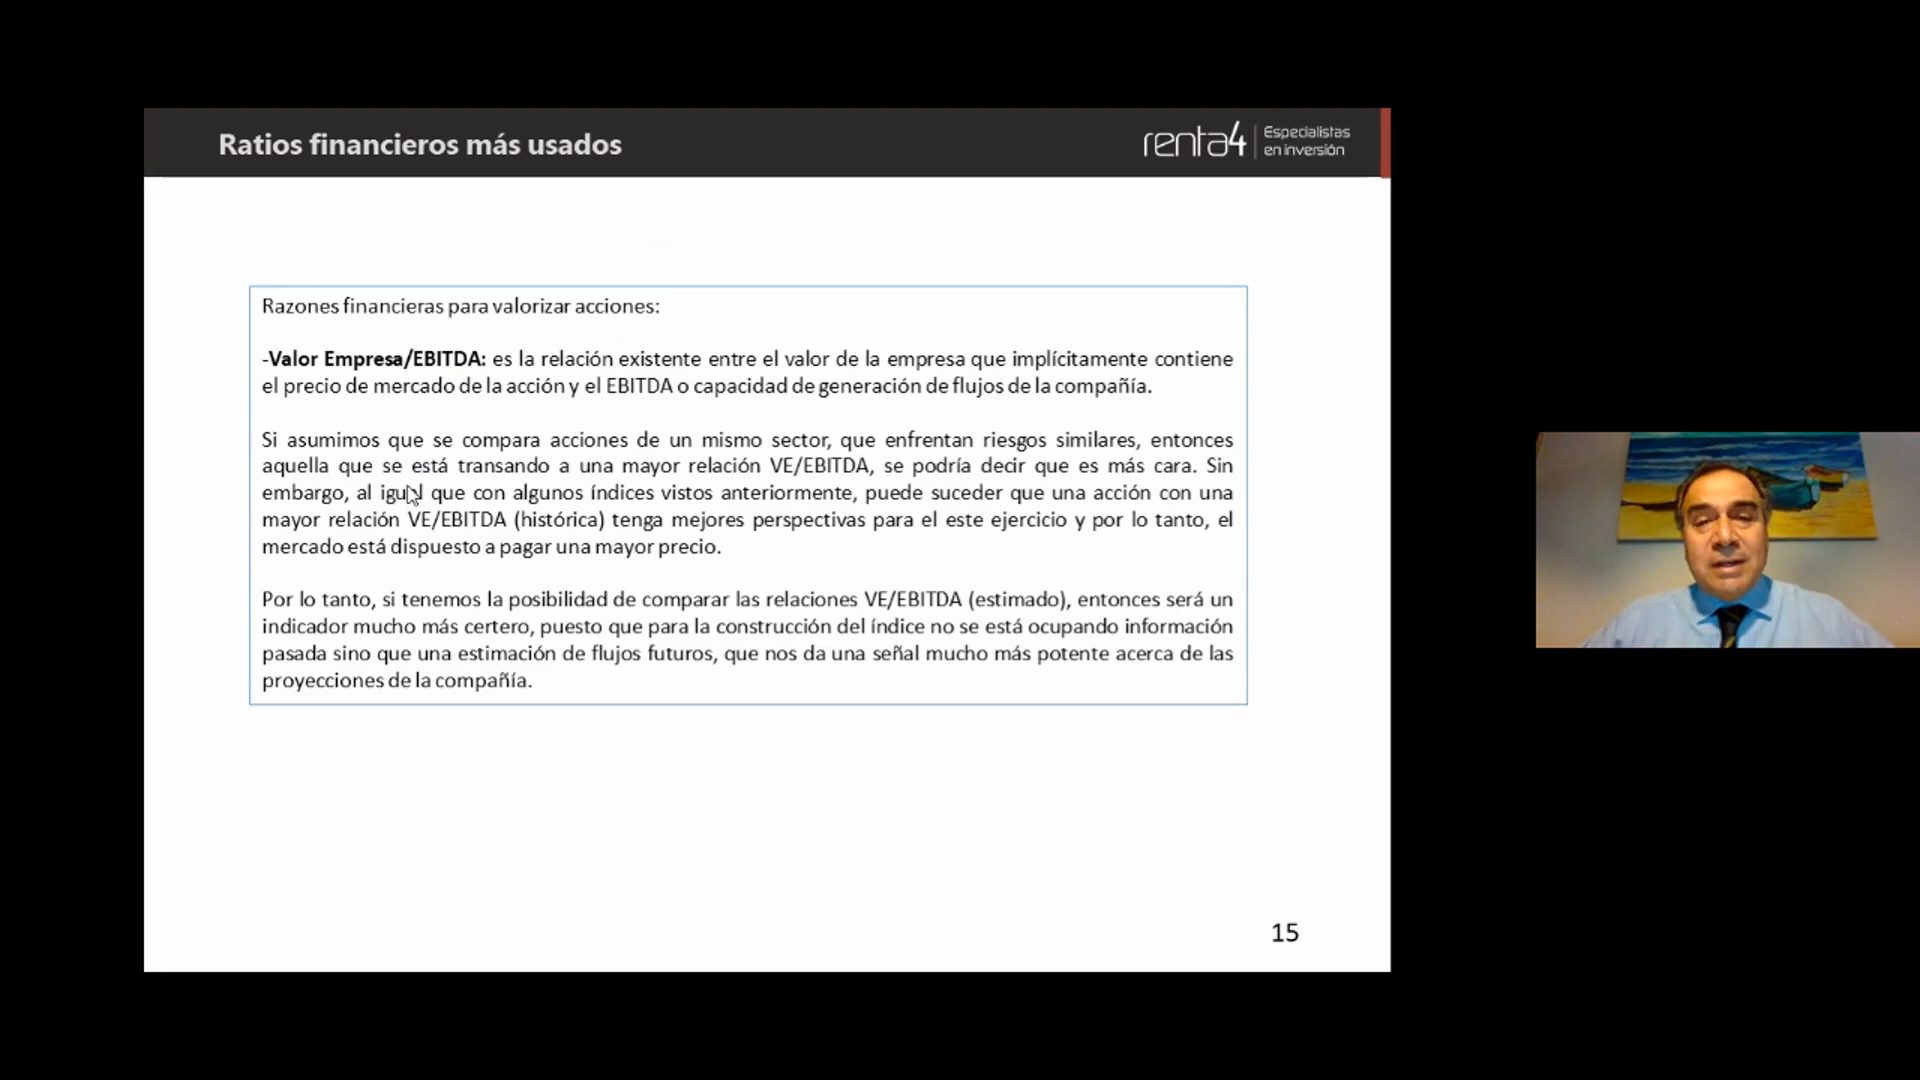 Ratios financieros más usados
renta4
Especialistas
en inversión
Razones financieras para valorizar acciones:
-Valor Empresa/EBITDA: es la relación existente entre el valor de la empresa que implícitamente contiene
el precio de mercado de la acción y el EBITDA o capacidad de generación de flujos de la compañía.
Si asumimos que se compara acciones de un mismo sector, que enfrentan riesgos similares, entonces
aquella que se está transando a una mayor relación VE/EBITDA, se podría decir que es más cara. Sin
embargo, al igual que con algunos índices vistos anteriormente, puede suceder que una acción con una
mayor relación VE/EBITDA (histórica) tenga mejores perspectivas para el este ejercicio y por lo tanto, el
mercado está dispuesto a pagar una mayor precio.
Por lo tanto, si tenemos la posibilidad de comparar las relaciones VE/EBITDA (estimado), entonces será un
indicador mucho más certero, puesto que para la construcción del índice no se está ocupando información
pasada sino que una estimación de flujos futuros, que nos da una señal mucho más potente acerca de las
proyecciones de la compañía.
15